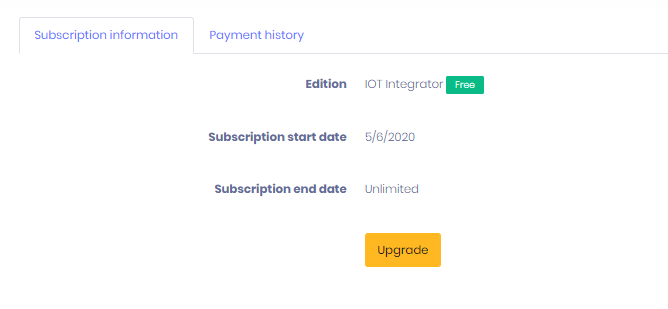 Subscription information Payment history
Edition IOT Integrator Free
Subscription start date 5/6/2020
Subscription end date Unlimited
Upgrade